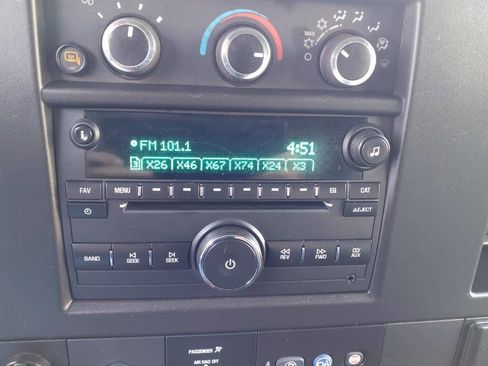 MAX
FM 101.1 4:51
3 X26 X46 X67 X74 X24 X3
FAV MENU EQ CAT
EJECT
BAND SEEK SEEK REV FWD AUX
PASSENGER
AIR BAG OFF